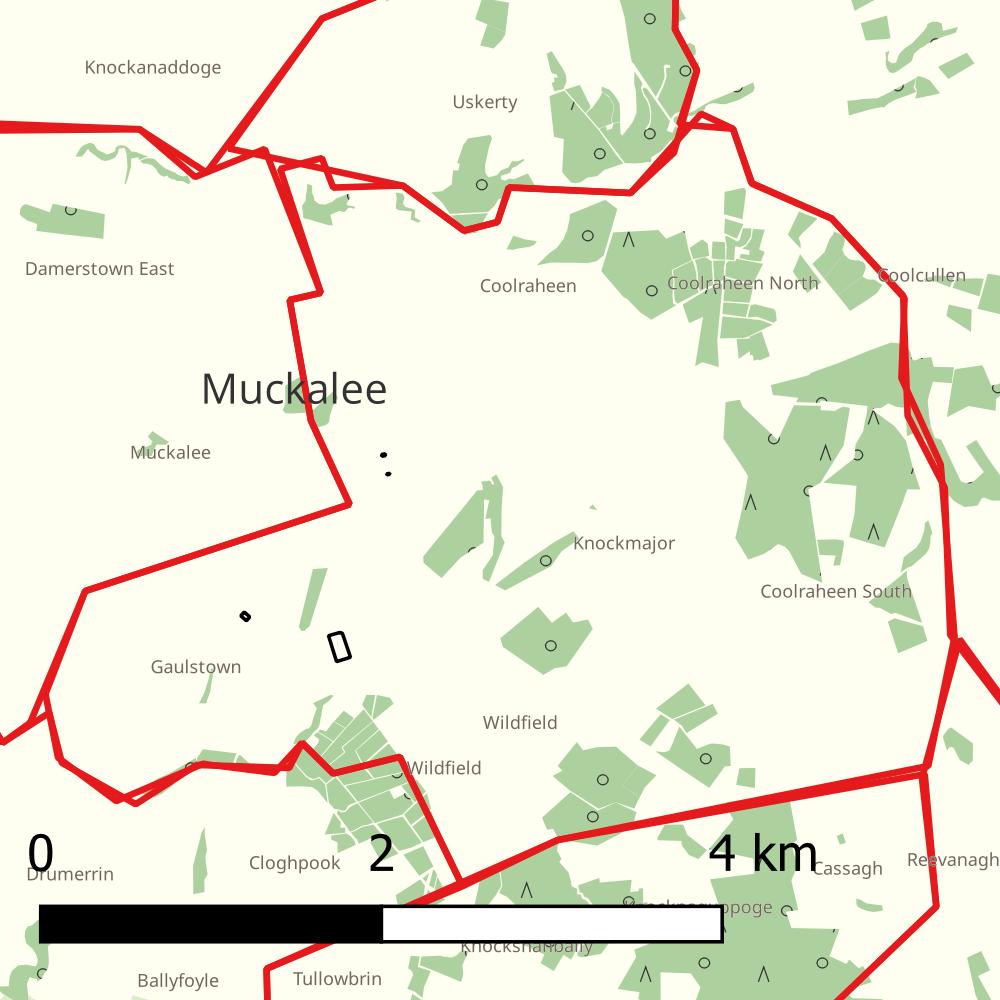 Knockanaddoge
Uskerty
Damerstown East
Coolraheen
Coolraheen North
Coolcullen
Muckalee
Muckalee
Knockmajor
Coolraheen South
Gaulstown
Wildfield
Wildfield
0 2 4 km
Drumerrin
Cloghpook
Cassagh
Reevanagh
Knockshanbally
Ballyfoyle
Tullowbrin